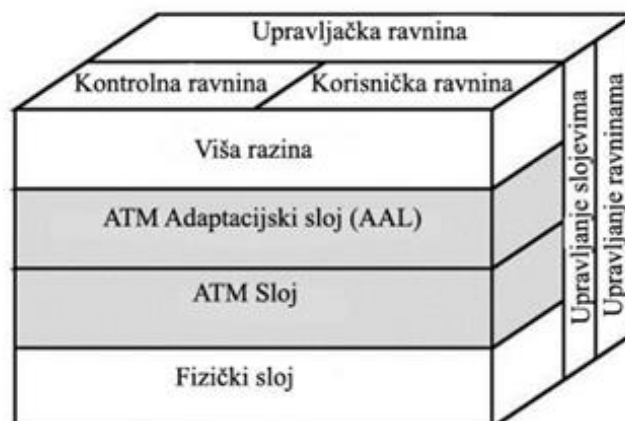 Upravljačka ravnina
Kontrolna ravnina
Korisnička ravnina
Viša razina
ATM Adaptacijski sloj (AAL)
ATM Sloj
Fizički sloj
Upravljanje slojevima
Upravljanje ravninama